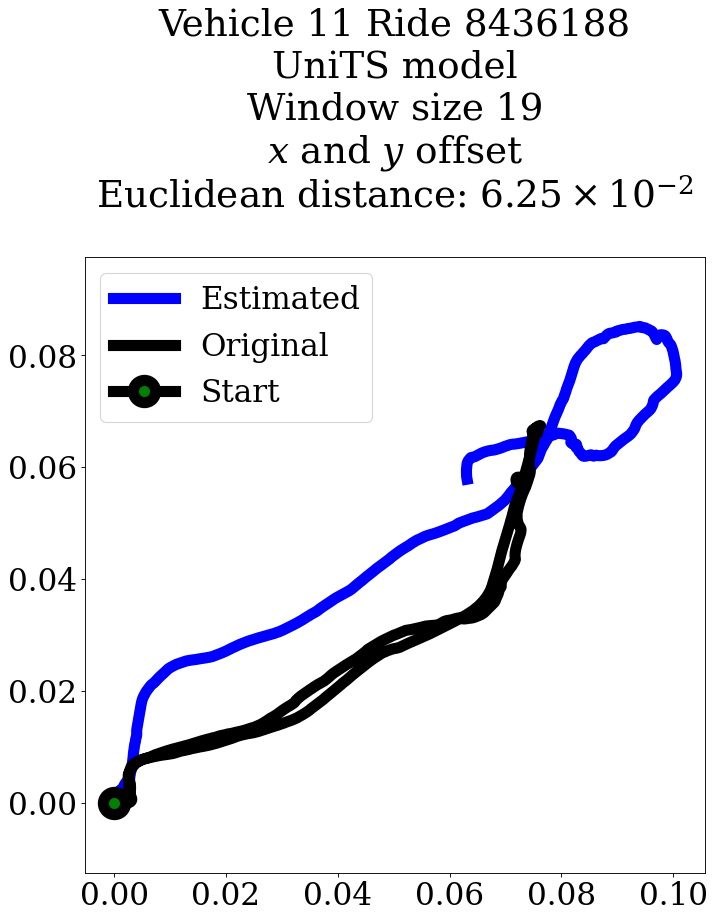 Vehicle 11 Ride 8436188
UniTS model
Window size 19
x and y offset
Euclidean distance: 6.25 × 10⁻²
Estimated
Original
Start
0.08
0.06
0.04
0.02
0.00
0.00 0.02 0.04 0.06 0.08 0.10